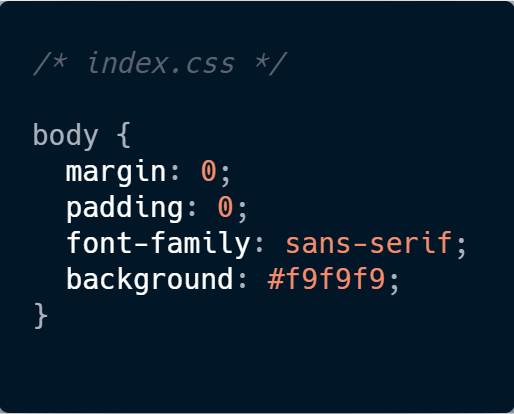 /* index.css */
body {
  margin: 0;
  padding: 0;
  font-family: sans-serif;
  background: #f9f9f9;
}